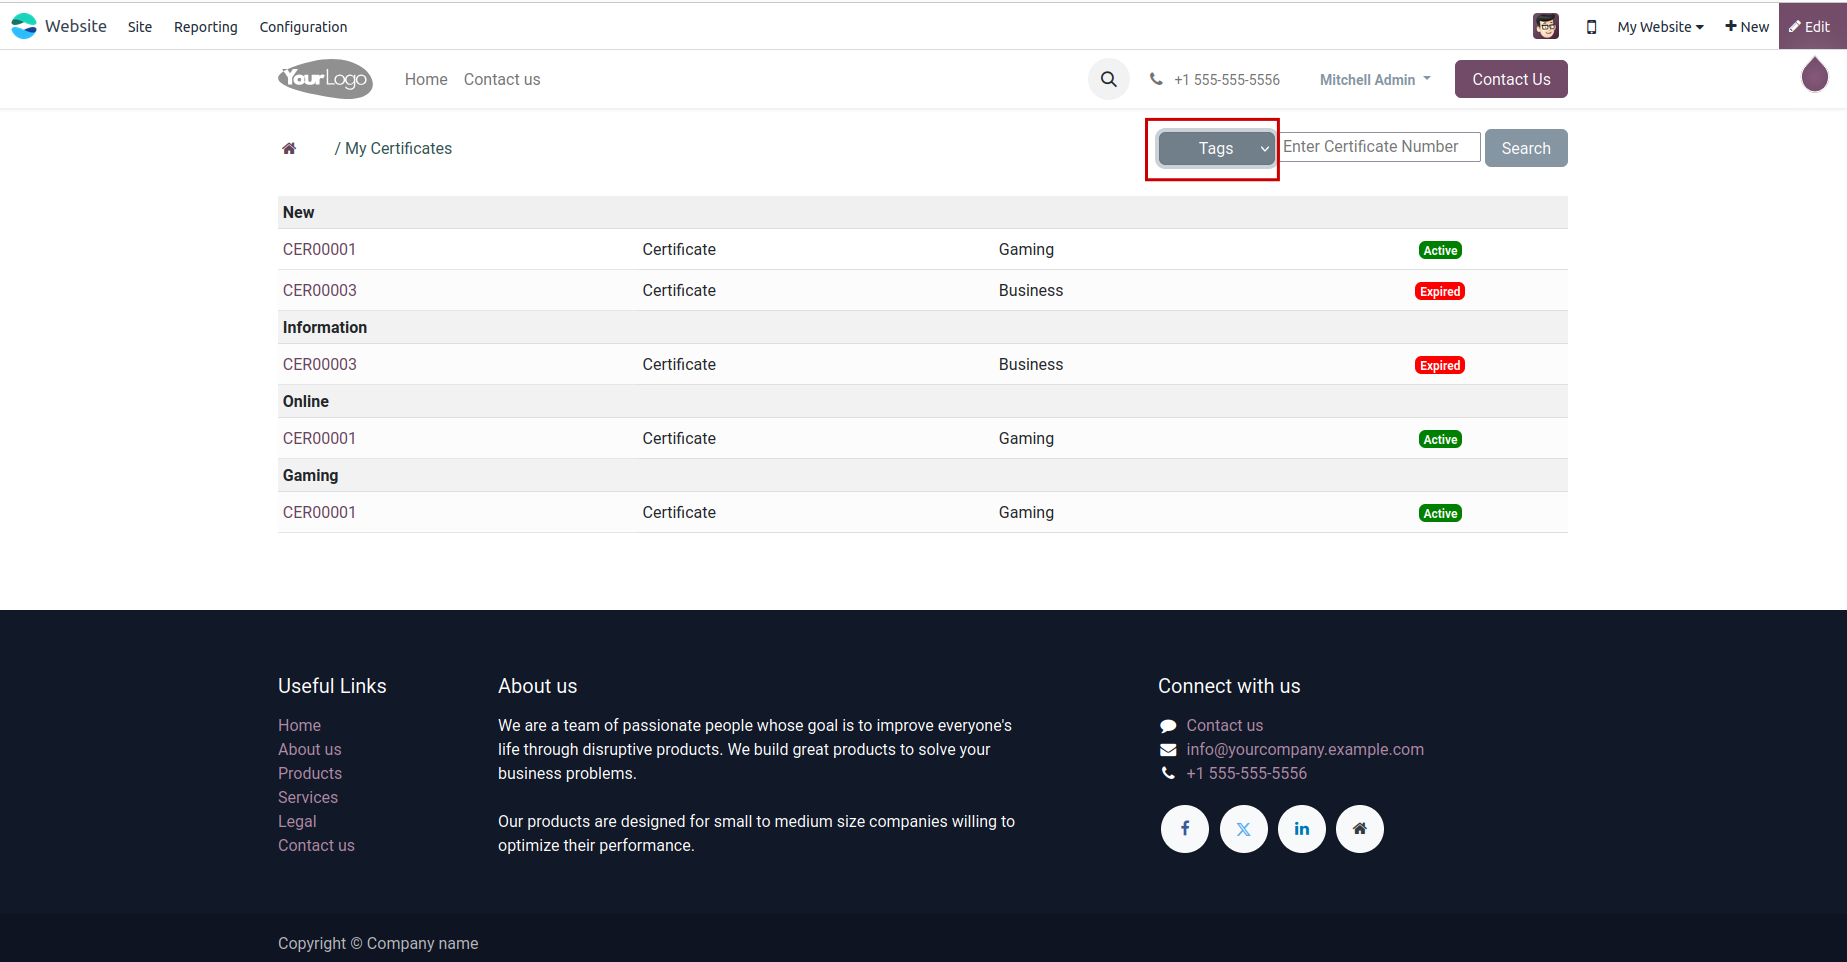 Website Site Reporting Configuration My Website New Edit
YourLogo Home Contact us +1 555-555-5556 Mitchell Admin Contact Us
/ My Certificates Tags Enter Certificate Number Search
New
CER00001 Certificate Gaming Active
CER00003 Certificate Business Expired
Information
CER00003 Certificate Business Expired
Online
CER00001 Certificate Gaming Active
Gaming
CER00001 Certificate Gaming Active
Useful Links
Home
About us
Products
Services
Legal
Contact us
About us
We are a team of passionate people whose goal is to improve everyone's
life through disruptive products. We build great products to solve your
business problems.
Our products are designed for small to medium size companies willing to
optimize their performance.
Connect with us
Contact us
info@yourcompany.example.com
+1 555-555-5556
Copyright © Company name